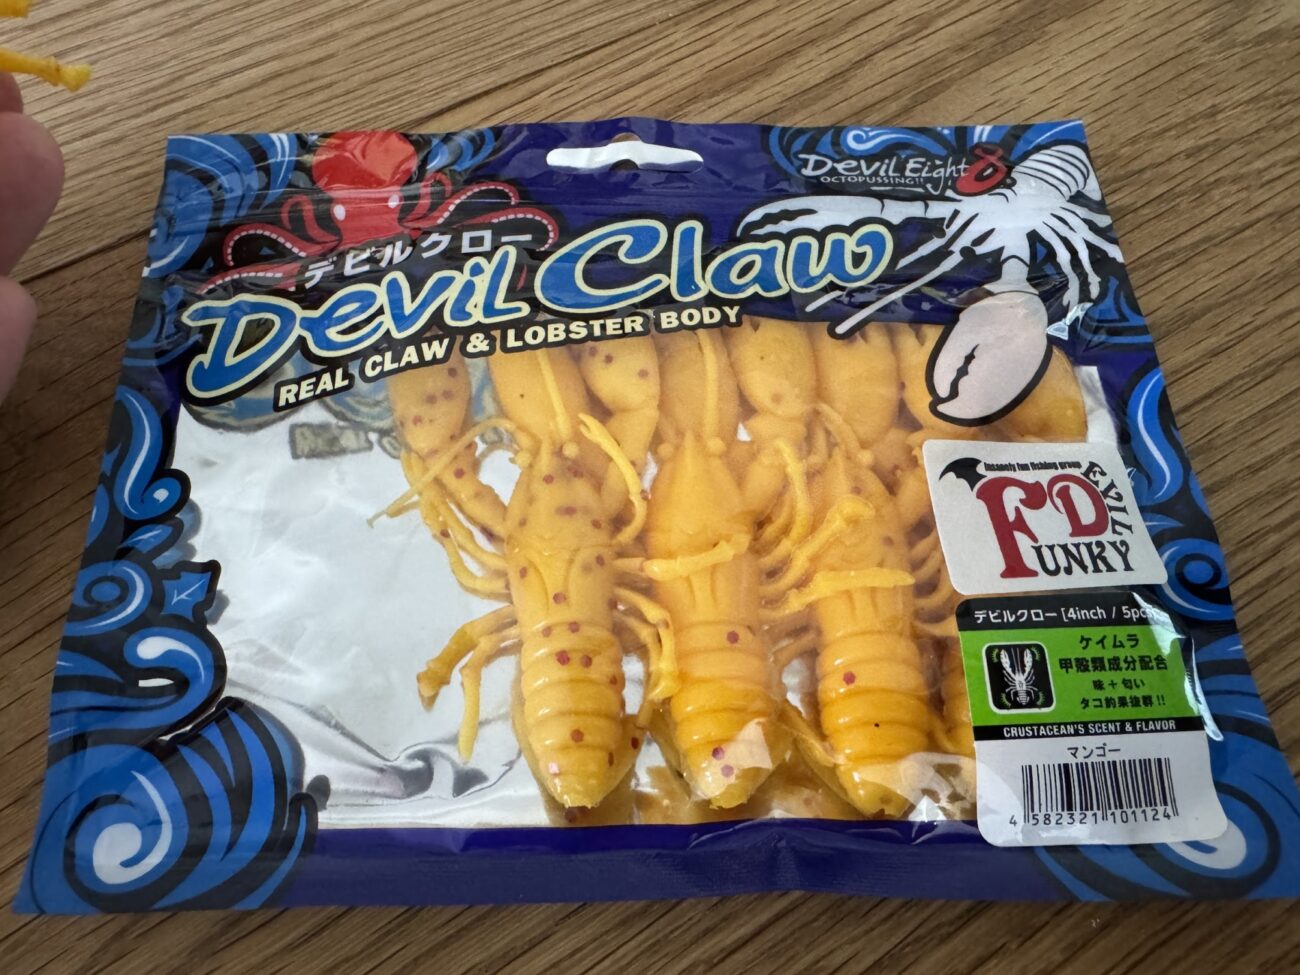 Devil Eight 8
OCTOPUSSING!!
デビルクロー
Devil Claw
REAL CLAW & LOBSTER BODY
Insanely fun fishing group
FUNKY
DEVIL
デビルクロー [4inch / 5pcs
ケイムラ
甲殻類成分配合
味+匂い
タコ釣果抜群!!
CRUSTACEAN'S SCENT & FLAVOR
マンゴー
4 582321 101124